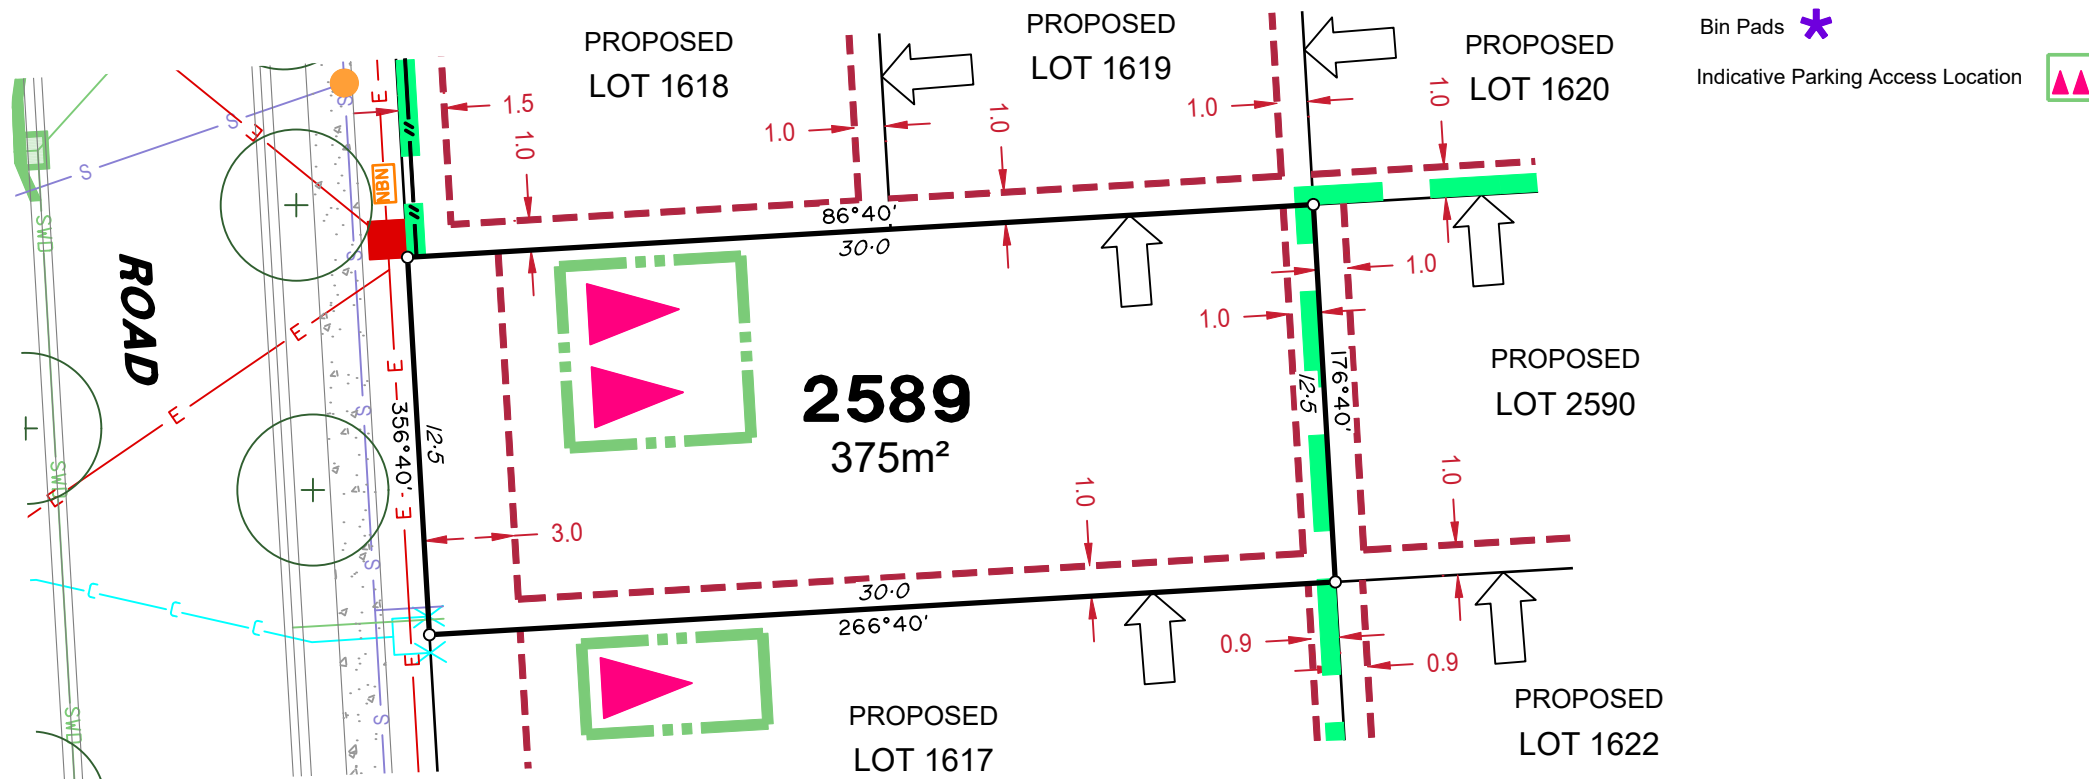 PROPOSED
LOT 1618
PROPOSED
LOT 1619
PROPOSED
LOT 1620
Bin Pads
Indicative Parking Access Location
1.5
1.0
1.0
1.0
1.0
1.0
S
S
E
E
NBN
SWD
ROAD
86°40'
30·0
1.0
1.0
2589
375m²
PROPOSED
LOT 2590
356°40'
12·5
12·5
176°40'
E
E
E
E
E
S
S
S
SWD
3.0
1.0
1.0
30·0
266°40'
C
C
C
E
S
SWD
0.9
0.9
PROPOSED
LOT 1617
PROPOSED
LOT 1622